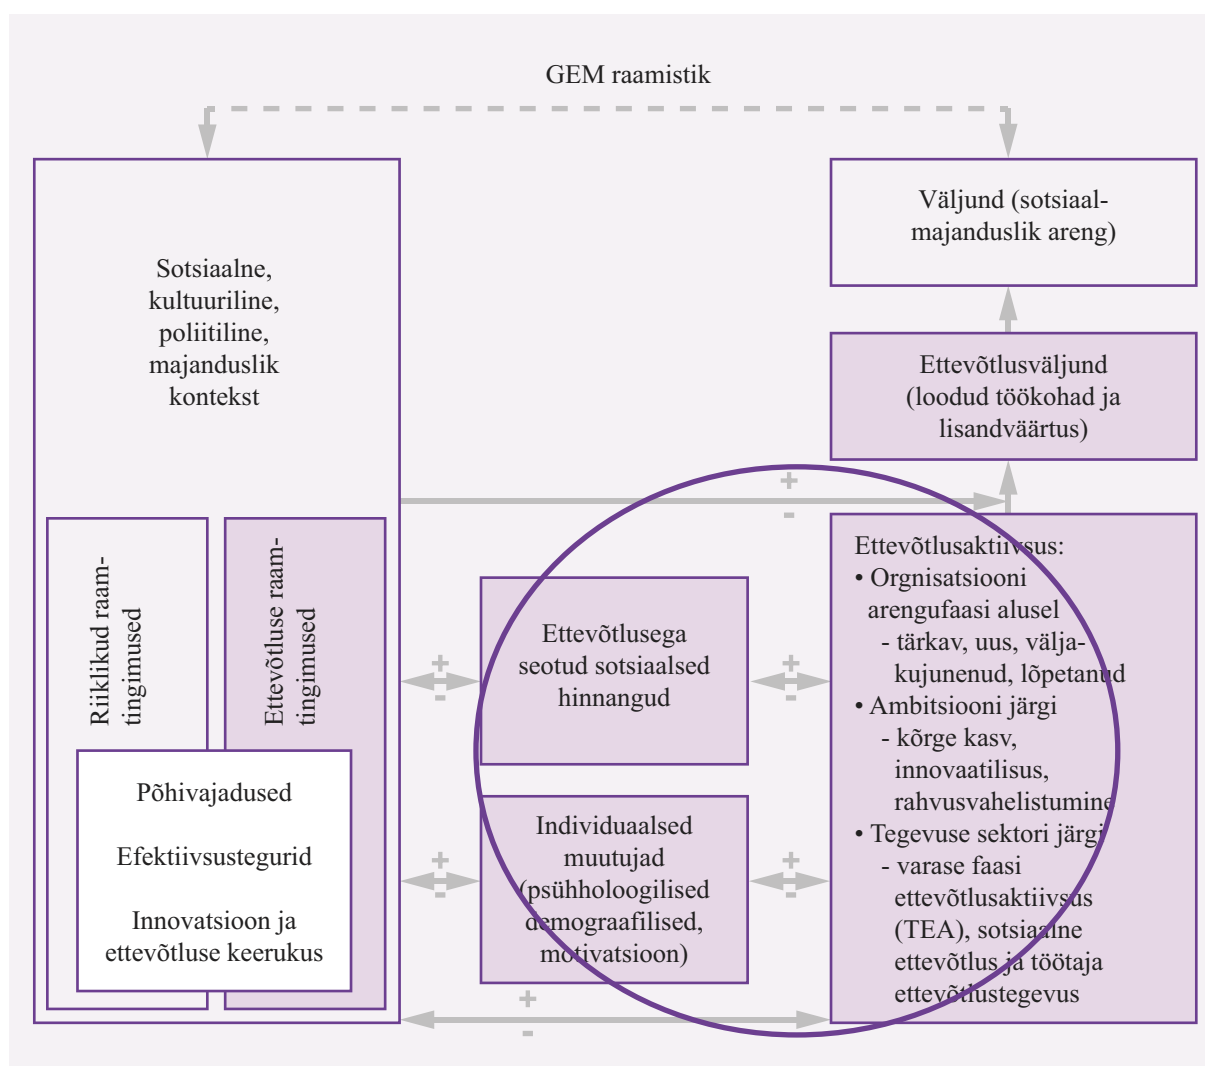 GEM raamistik
Sotsiaalne,
kultuuriline,
poliitiline,
majanduslik
kontekst
Riiklikud raam-
tingimused
Ettevõtluse raam-
tingimused
Põhivajadused
Efektiivsustegurid
Innovatsioon ja
ettevõtluse keerukus
+
-
Ettevõtlusega
seotud sotsiaalsed
hinnangud
+
-
+
-
Individuaalsed
muutujad
(psühholoogilised
demograafilised,
motivatsioon)
+
-
+
-
+
-
Väljund (sotsiaal-
majanduslik areng)
Ettevõtlusväljund
(loodud töökohad ja
lisandväärtus)
Ettevõtlusaktiivsus:
• Orgnisatsiooni
arengufaasi alusel
- tärkav, uus, välja-
kujunenud, lõpetanud
• Ambitsiooni järgi
- kõrge kasv,
innovaatilisus,
rahvusvahelistumine
• Tegevuse sektori järgi
- varase faasi
ettevõtlusaktiivsus
(TEA), sotsiaalne
ettevõtlus ja töötaja
ettevõtlustegevus